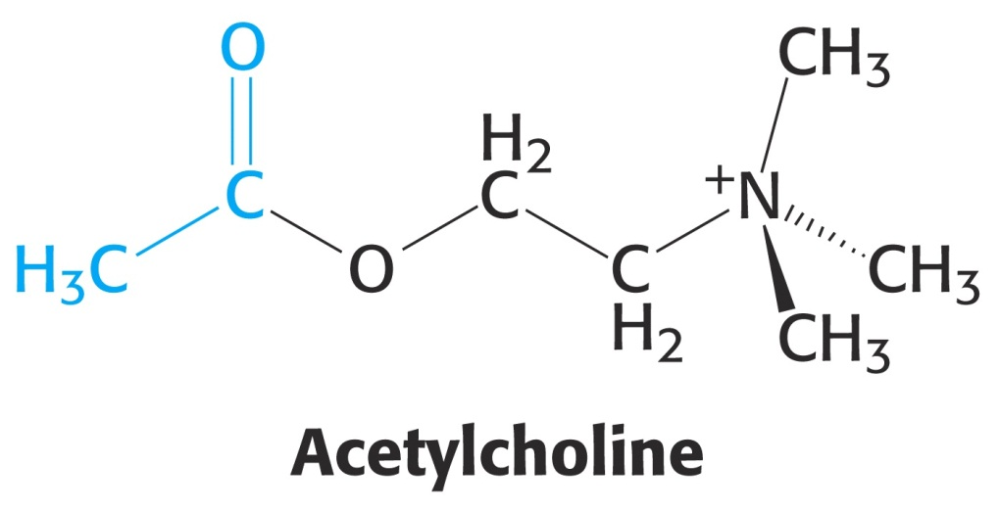 O
CH3
H2
C
C
+N
H3C
O
C
CH3
H2
CH3
Acetylcholine